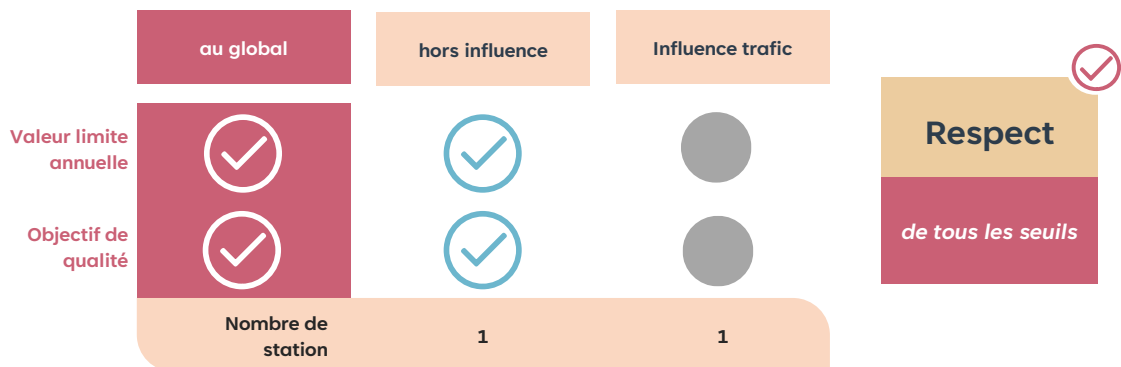 au global
hors influence
Influence trafic
Valeur limite
annuelle
Objectif de
qualité
Nombre de
station
1
1
Respect
de tous les seuils